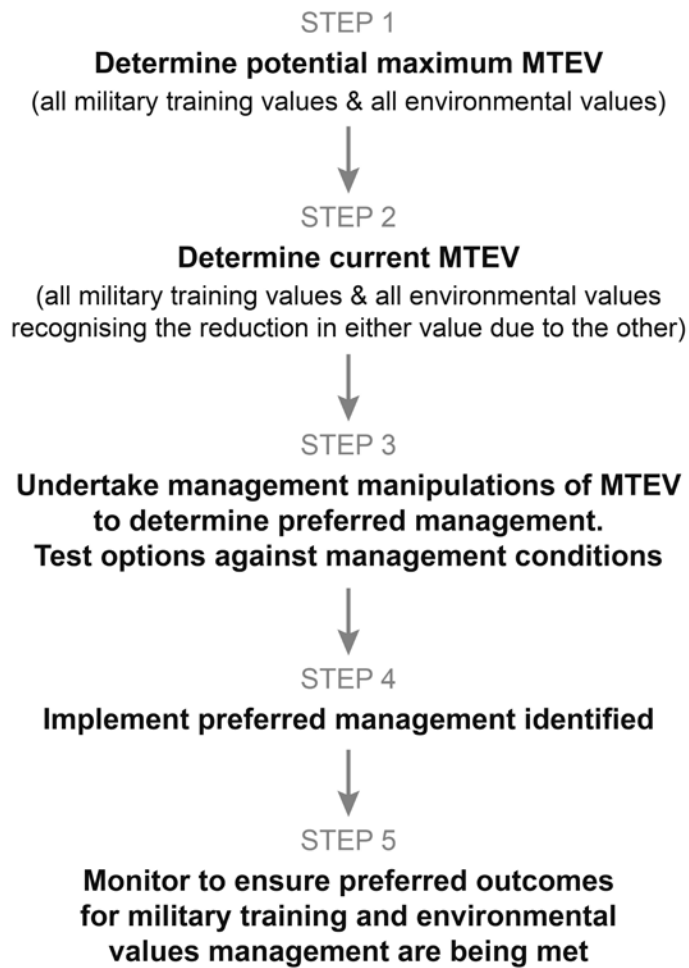 STEP 1
Determine potential maximum MTEV
(all military training values & all environmental values)
STEP 2
Determine current MTEV
(all military training values & all environmental values
recognising the reduction in either value due to the other)
STEP 3
Undertake management manipulations of MTEV
to determine preferred management.
Test options against management conditions
STEP 4
Implement preferred management identified
STEP 5
Monitor to ensure preferred outcomes
for military training and environmental
values management are being met